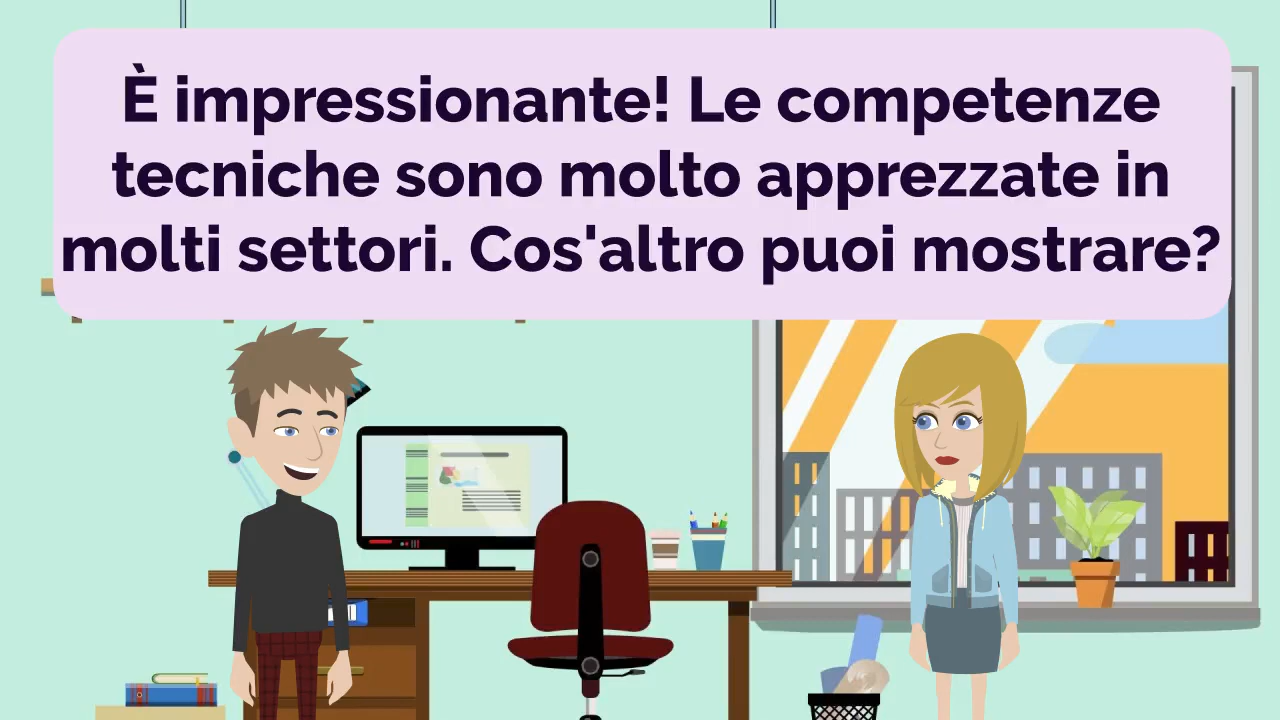 È impressionante! Le competenze
tecniche sono molto apprezzate in
molti settori. Cos'altro puoi mostrare?